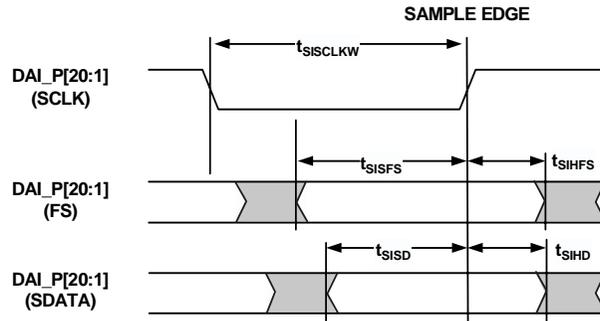 SAMPLE EDGE
tSISCLKW
DAI_P[20:1]
(SCLK)
tSISFS
tSIHFS
DAI_P[20:1]
(FS)
tSISD
tSIHD
DAI_P[20:1]
(SDATA)